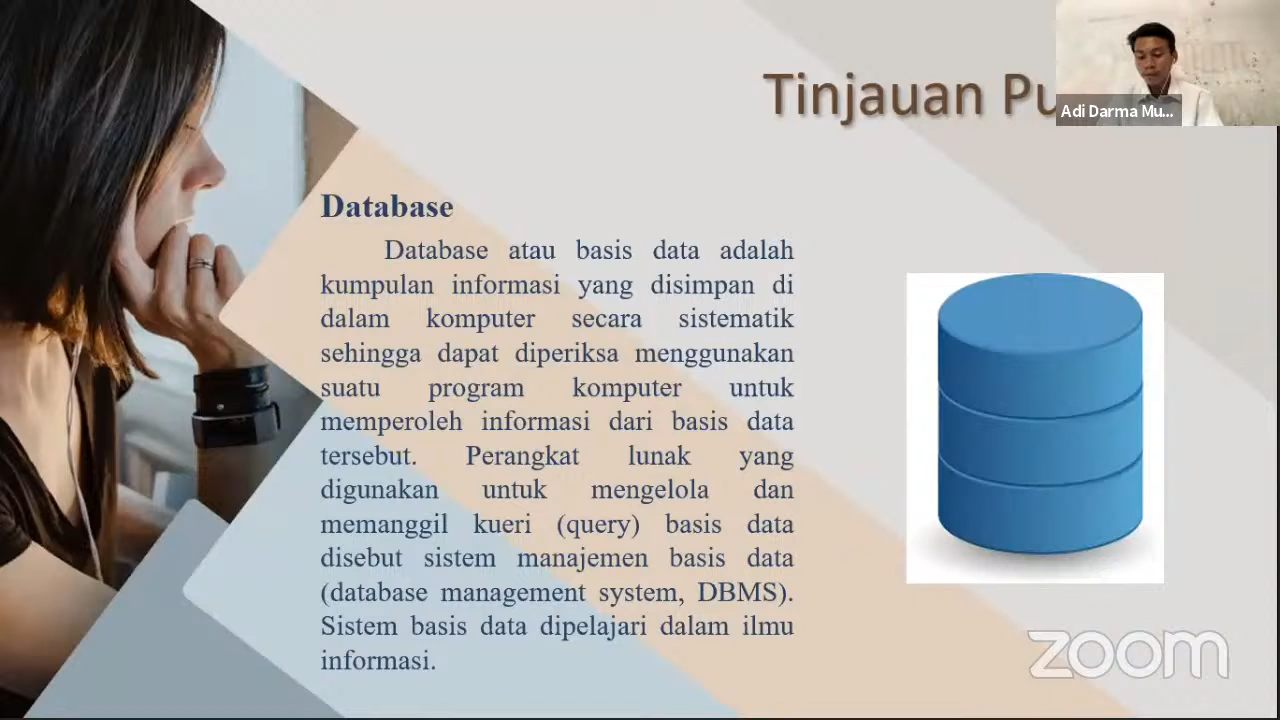 Tinjauan Pu
Adi Darma Mu...
Database
Database atau basis data adalah
kumpulan informasi yang disimpan di
dalam komputer secara sistematik
sehingga dapat diperiksa menggunakan
suatu program komputer untuk
memperoleh informasi dari basis data
tersebut. Perangkat lunak yang
digunakan untuk mengelola dan
memanggil kueri (query) basis data
disebut sistem manajemen basis data
(database management system, DBMS).
Sistem basis data dipelajari dalam ilmu
informasi.
zoom